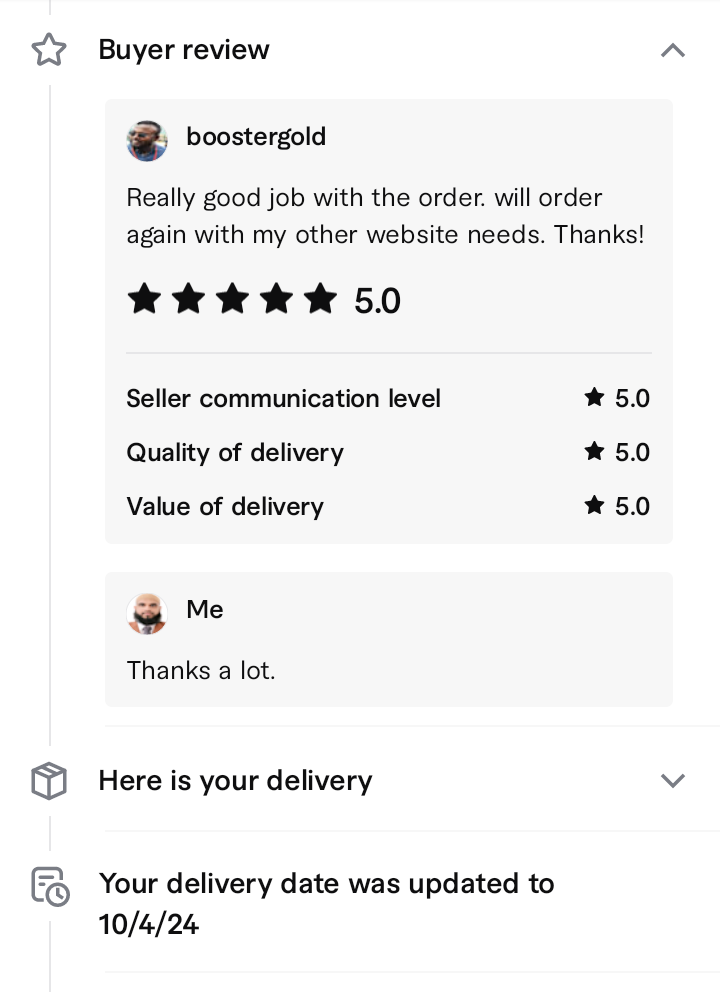 Buyer review
boostergold
Really good job with the order. will order
again with my other website needs. Thanks!
5.0
Seller communication level 5.0
Quality of delivery 5.0
Value of delivery 5.0
Me
Thanks a lot.
Here is your delivery
Your delivery date was updated to
10/4/24